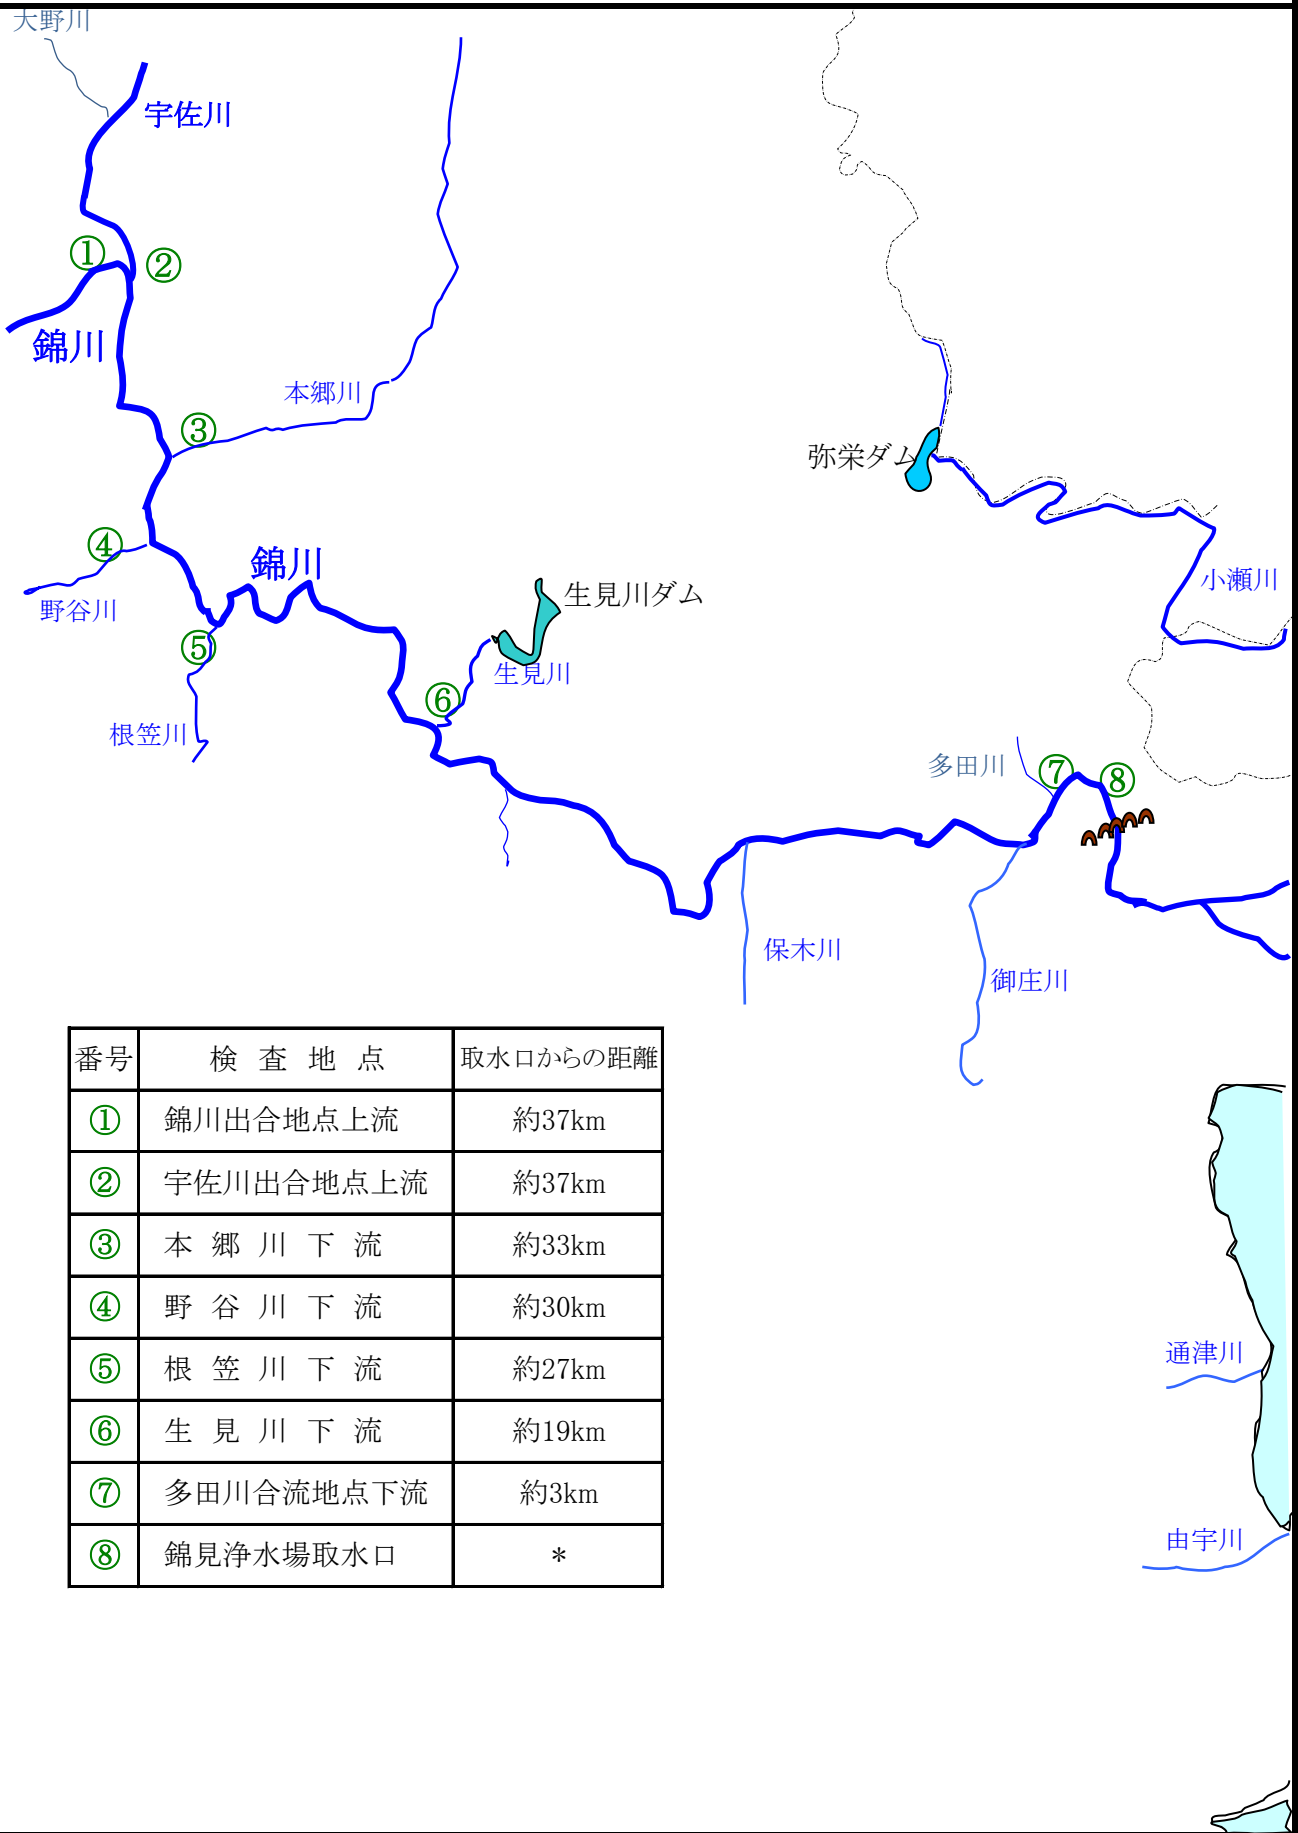 大野川
宇佐川
①
②
錦川
本郷川
③
弥栄ダム
④
錦川
小瀬川
生見川ダム
野谷川
⑤
生見川
⑥
根笠川
多田川
⑦
⑧
保木川
御庄川
番号 検査地点 取水口からの距離
① 錦川出合地点上流 約37km
② 宇佐川出合地点上流 約37km
③ 本郷川下流 約33km
④ 野谷川下流 約30km
⑤ 根笠川下流 約27km
⑥ 生見川下流 約19km
⑦ 多田川合流地点下流 約3km
⑧ 錦見浄水場取水口 *
通津川
由宇川